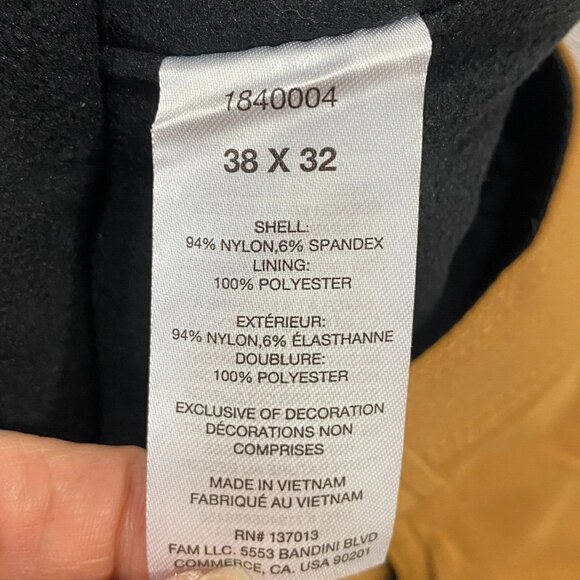 1840004
38 X 32
SHELL:
94% NYLON,6% SPANDEX
LINING:
100% POLYESTER
EXTÉRIEUR:
94% NYLON,6% ÉLASTHANNE
DOUBLURE:
100% POLYESTER
EXCLUSIVE OF DECORATION
DÉCORATIONS NON
COMPRISES
MADE IN VIETNAM
FABRIQUÉ AU VIETNAM
RN# 137013
FAM LLC. 5553 BANDINI BLVD
COMMERCE, CA. USA 90201